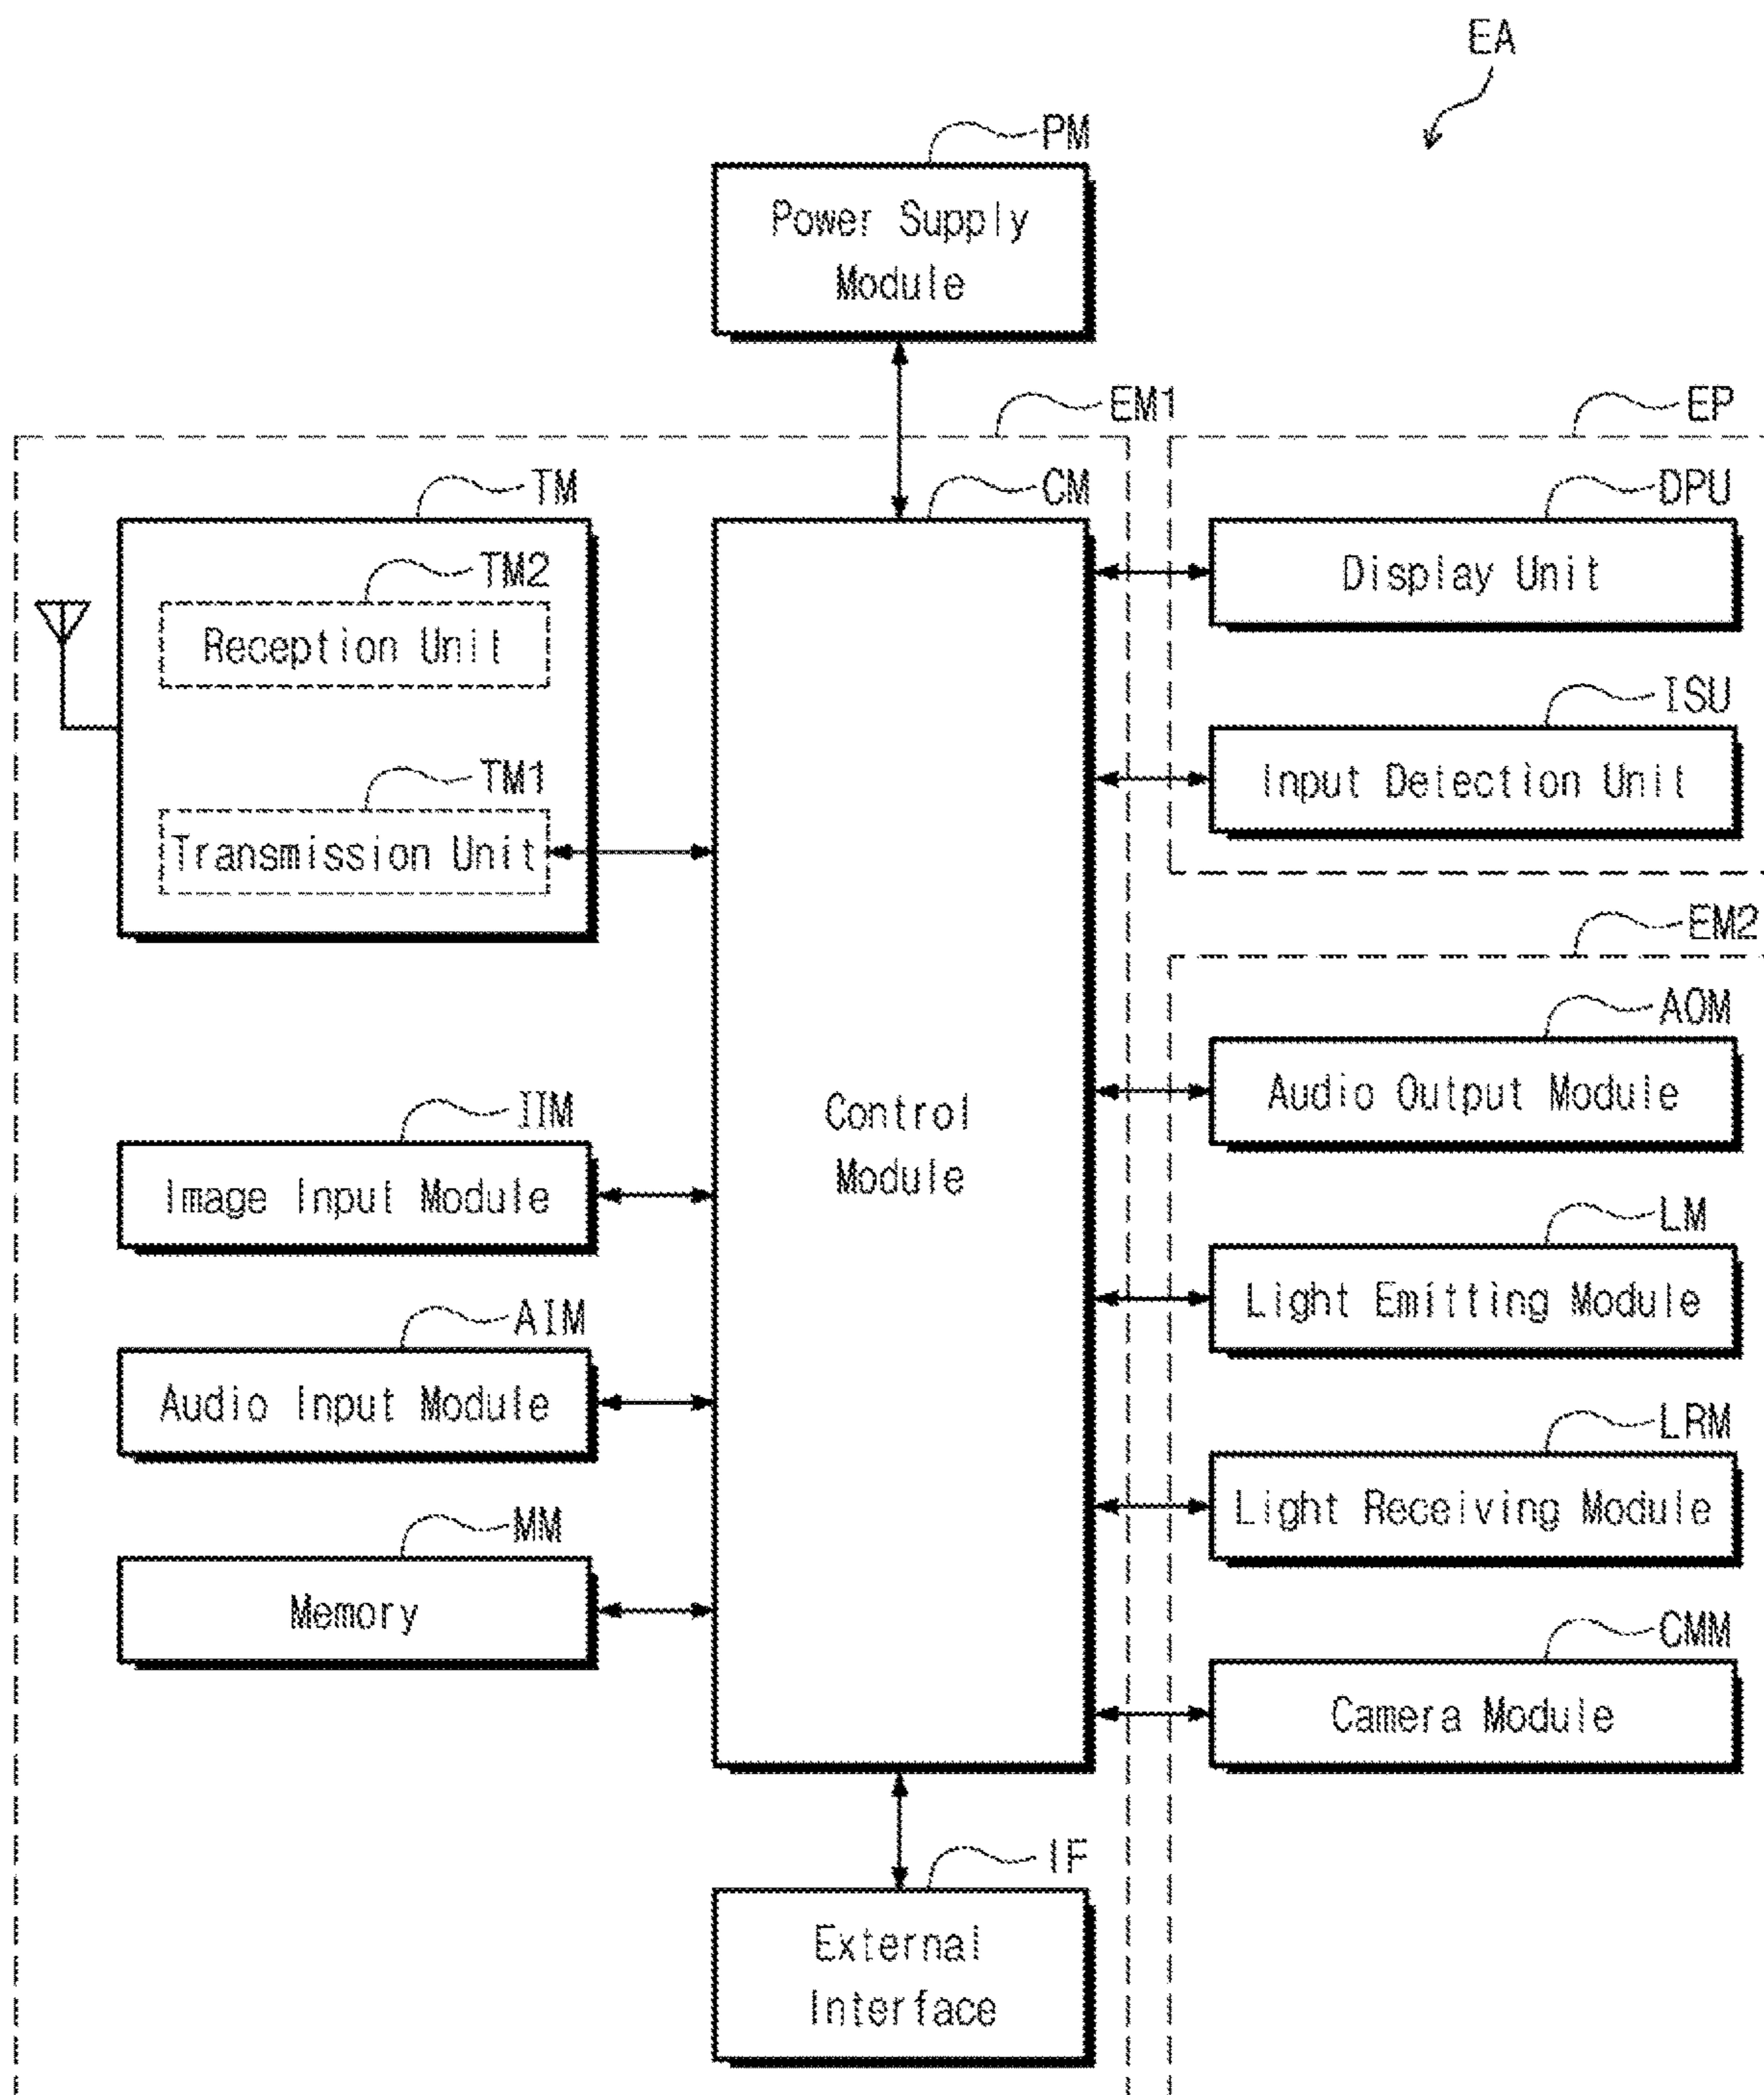 EA
PM
Power Supply
Module
EM1
EP
TM
CM
DPU
TM2
Reception Unit
Display Unit
ISU
Input Detection Unit
TM1
Transmission Unit
EM2
AOM
Audio Output Module
Control
Module
IIM
Image Input Module
LM
Light Emitting Module
AIM
Audio Input Module
LRM
Light Receiving Module
MM
Memory
CMM
Camera Module
IF
External
Interface